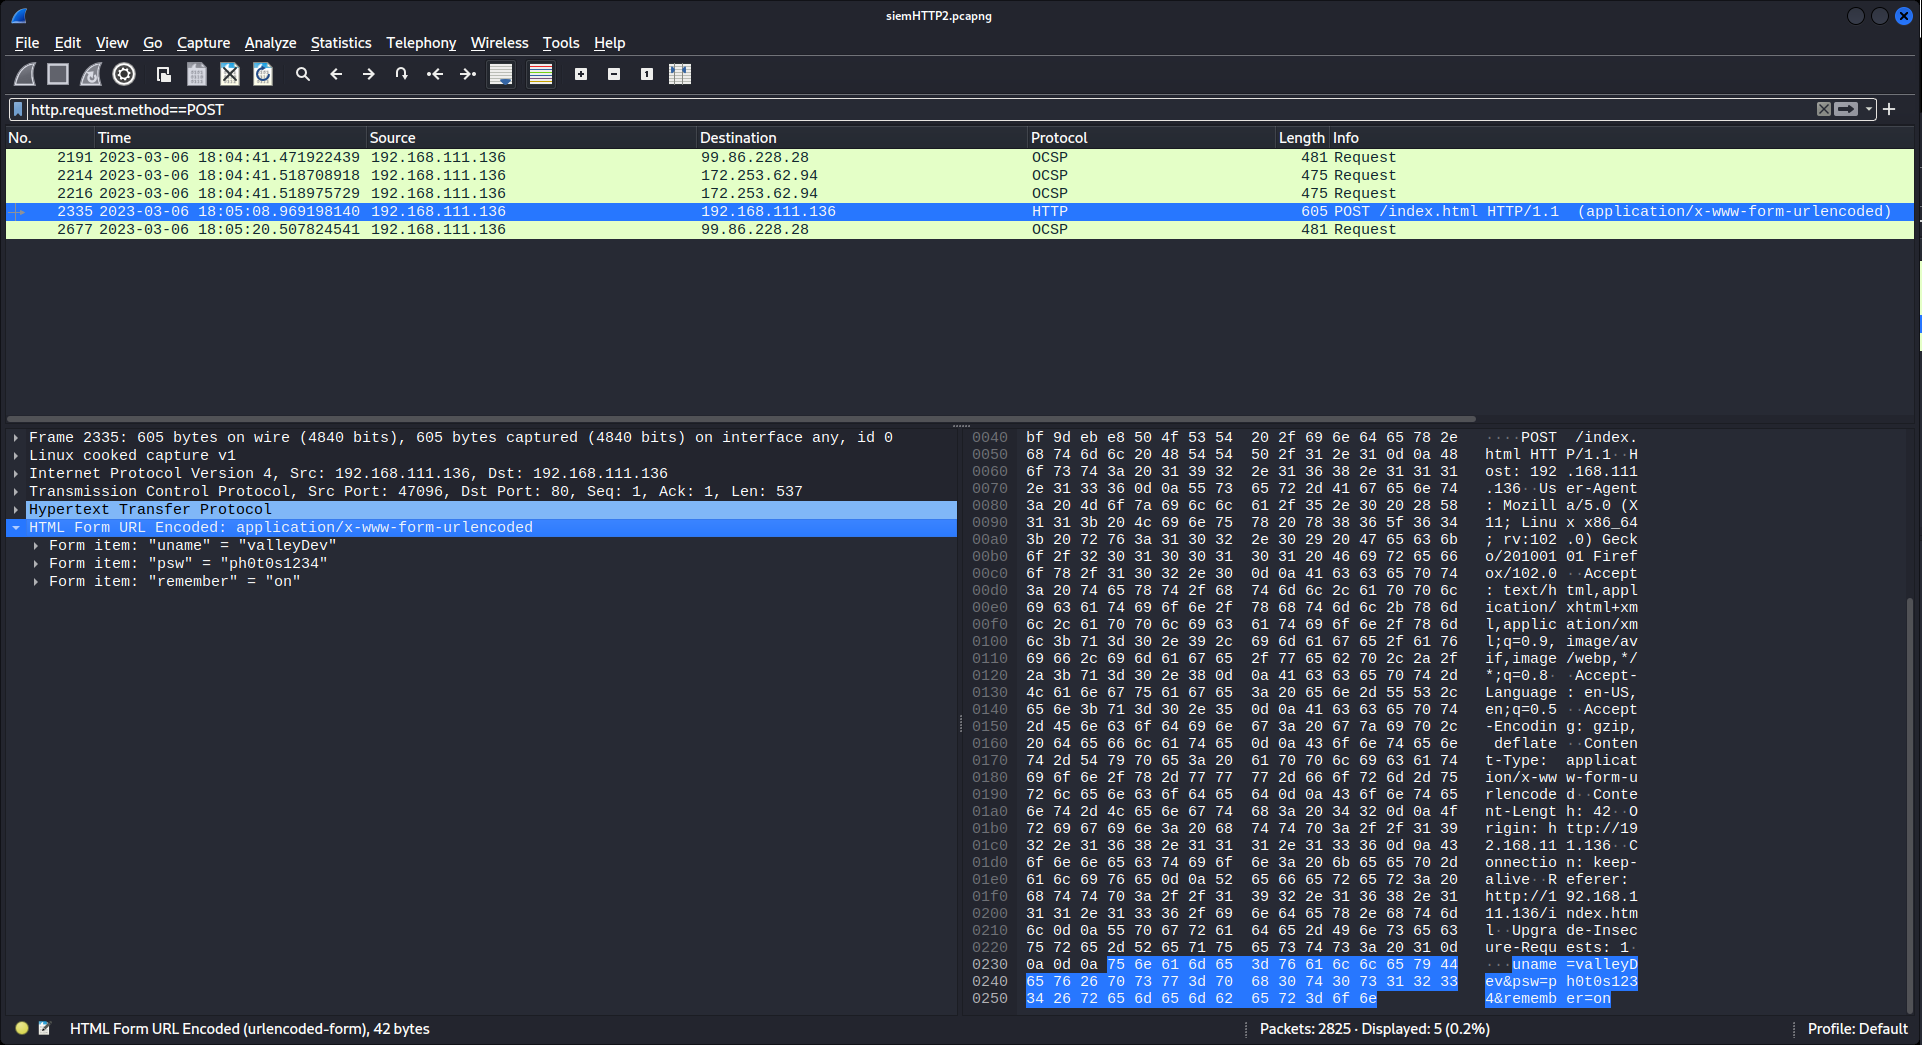 siemHTTP2.pcapng
File Edit View Go Capture Analyze Statistics Telephony Wireless Tools Help
http.request.method==POST
No. Time Source Destination Protocol Length Info
2191 2023-03-06 18:04:41.471922439 192.168.111.136 99.86.228.28 OCSP 481 Request
2214 2023-03-06 18:04:41.518708918 192.168.111.136 172.253.62.94 OCSP 475 Request
2216 2023-03-06 18:04:41.518975729 192.168.111.136 172.253.62.94 OCSP 475 Request
2335 2023-03-06 18:05:08.969198140 192.168.111.136 192.168.111.136 HTTP 605 POST /index.html HTTP/1.1 (application/x-www-form-urlencoded)
2677 2023-03-06 18:05:20.507824541 192.168.111.136 99.86.228.28 OCSP 481 Request
Frame 2335: 605 bytes on wire (4840 bits), 605 bytes captured (4840 bits) on interface any, id 0
Linux cooked capture v1
Internet Protocol Version 4, Src: 192.168.111.136, Dst: 192.168.111.136
Transmission Control Protocol, Src Port: 47096, Dst Port: 80, Seq: 1, Ack: 1, Len: 537
Hypertext Transfer Protocol
HTML Form URL Encoded: application/x-www-form-urlencoded
Form item: "uname" = "valleyDev"
Form item: "psw" = "ph0t0s1234"
Form item: "remember" = "on"
0040 bf 9d eb e8 50 4f 53 54 20 2f 69 6e 64 65 78 2e ····POST /index.
0050 68 74 6d 6c 20 48 54 54 50 2f 31 2e 31 0d 0a 48 html HTT P/1.1··H
0060 6f 73 74 3a 20 31 39 32 2e 31 36 38 2e 31 31 31 ost: 192 .168.111
0070 2e 31 33 36 0d 0a 55 73 65 72 2d 41 67 65 6e 74 .136··Us er-Agent
0080 3a 20 4d 6f 7a 69 6c 6c 61 2f 35 2e 30 20 28 58 : Mozill a/5.0 (X
0090 31 31 3b 20 4c 69 6e 75 78 20 78 38 36 5f 36 34 11; Linu x x86_64
00a0 3b 20 72 76 3a 31 30 32 2e 30 29 20 47 65 63 6b ; rv:102 .0) Geck
00b0 6f 2f 32 30 31 30 30 31 30 31 20 46 69 72 65 66 o/201001 01 Firef
00c0 6f 78 2f 31 30 32 2e 30 0d 0a 41 63 63 65 70 74 ox/102.0 ··Accept
00d0 3a 20 74 65 78 74 2f 68 74 6d 6c 2c 61 70 70 6c : text/h tml,appl
00e0 69 63 61 74 69 6f 6e 2f 78 68 74 6d 6c 2b 78 6d ication/ xhtml+xm
00f0 6c 2c 61 70 70 6c 69 63 61 74 69 6f 6e 2f 78 6d l,applic ation/xm
0100 6c 3b 71 3d 30 2e 39 2c 69 6d 61 67 65 2f 61 76 l;q=0.9, image/av
0110 69 66 2c 69 6d 61 67 65 2f 77 65 62 70 2c 2a 2f if,image /webp,*/
0120 2a 3b 71 3d 30 2e 38 0d 0a 41 63 63 65 70 74 2d *;q=0.8· ·Accept-
0130 4c 61 6e 67 75 61 67 65 3a 20 65 6e 2d 55 53 2c Language : en-US,
0140 65 6e 3b 71 3d 30 2e 35 0d 0a 41 63 63 65 70 74 en;q=0.5 ··Accept
0150 2d 45 6e 63 6f 64 69 6e 67 3a 20 67 7a 69 70 2c -Encodin g: gzip,
0160 20 64 65 66 6c 61 74 65 0d 0a 43 6f 6e 74 65 6e deflate ··Conten
0170 74 2d 54 79 70 65 3a 20 61 70 70 6c 69 63 61 74 t-Type: applicat
0180 69 6f 6e 2f 78 2d 77 77 77 2d 66 6f 72 6d 2d 75 ion/x-ww w-form-u
0190 72 6c 65 6e 63 6f 64 65 64 0d 0a 43 6f 6e 74 65 rlencode d··Conte
01a0 6e 74 2d 4c 65 6e 67 74 68 3a 20 34 32 0d 0a 4f nt-Lengt h: 42··O
01b0 72 69 67 69 6e 3a 20 68 74 74 70 3a 2f 2f 31 39 rigin: h ttp://19
01c0 32 2e 31 36 38 2e 31 31 31 2e 31 33 36 0d 0a 43 2.168.11 1.136··C
01d0 6f 6e 6e 65 63 74 69 6f 6e 3a 20 6b 65 65 70 2d onnectio n: keep-
01e0 61 6c 69 76 65 0d 0a 52 65 66 65 72 65 72 3a 20 alive··R eferer:
01f0 68 74 74 70 3a 2f 2f 31 39 32 2e 31 36 38 2e 31 http://1 92.168.1
0200 31 31 2e 31 33 36 2f 69 6e 64 65 78 2e 68 74 6d 11.136/i ndex.htm
0210 6c 0d 0a 55 70 67 72 61 64 65 2d 49 6e 73 65 63 l··Upgra de-Insec
0220 75 72 65 2d 52 65 71 75 65 73 74 73 3a 20 31 0d ure-Requ ests: 1·
0230 0a 0d 0a 75 6e 61 6d 65 3d 76 61 6c 6c 65 79 44 ···uname =valleyD
0240 65 76 26 70 73 77 3d 70 68 30 74 30 73 31 32 33 ev&psw=p h0t0s123
0250 34 26 72 65 6d 65 6d 62 65 72 3d 6f 6e 4&rememb er=on
HTML Form URL Encoded (urlencoded-form), 42 bytes Packets: 2825 · Displayed: 5 (0.2%) Profile: Default